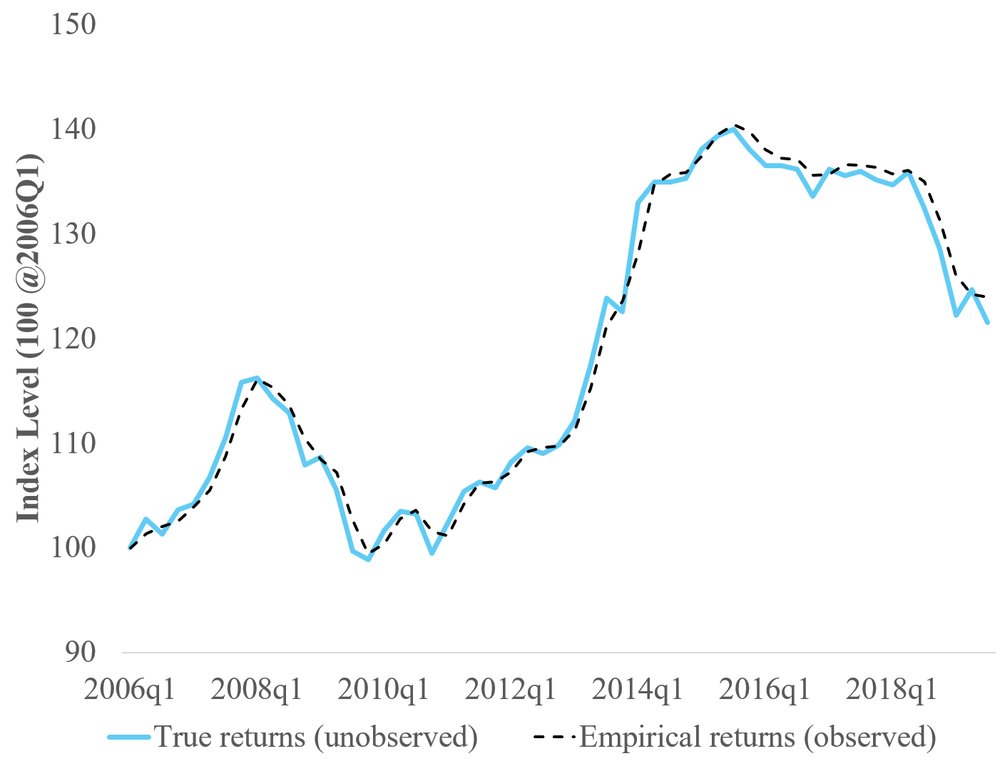 150
140
130
120
110
100
90
Index Level (100 @2006Q1)
2006q1 2008q1 2010q1 2012q1 2014q1 2016q1 2018q1
True returns (unobserved) Empirical returns (observed)